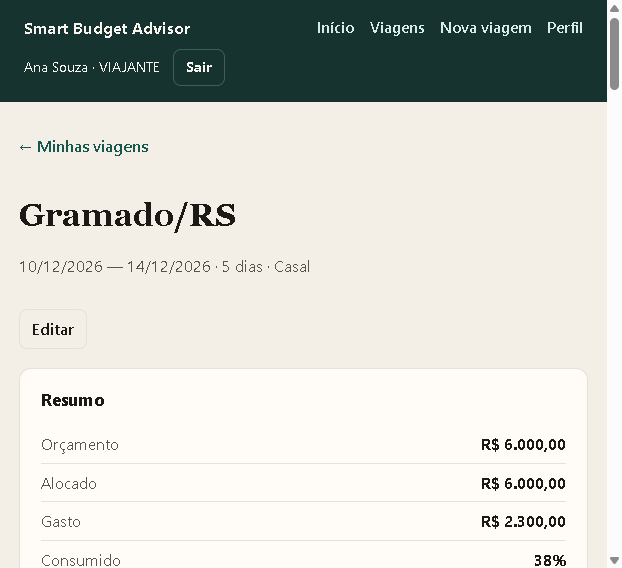 Smart Budget Advisor
Início Viagens Nova viagem Perfil
Ana Souza · VIAJANTE Sair
← Minhas viagens
Gramado/RS
10/12/2026 — 14/12/2026 · 5 dias · Casal
Editar
Resumo
Orçamento R$ 6.000,00
Alocado R$ 6.000,00
Gasto R$ 2.300,00
Consumido 38%